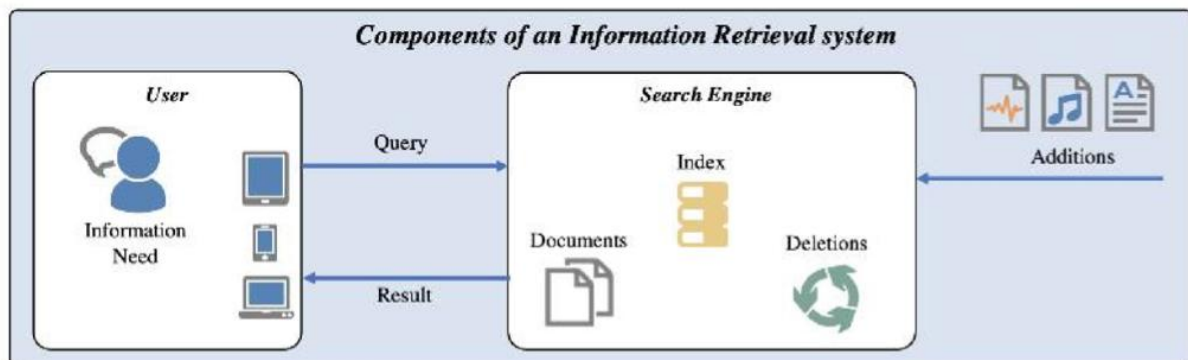 Components of an Information Retrieval system
User
Information
Need
Query
Result
Search Engine
Index
Documents
Deletions
A
Additions